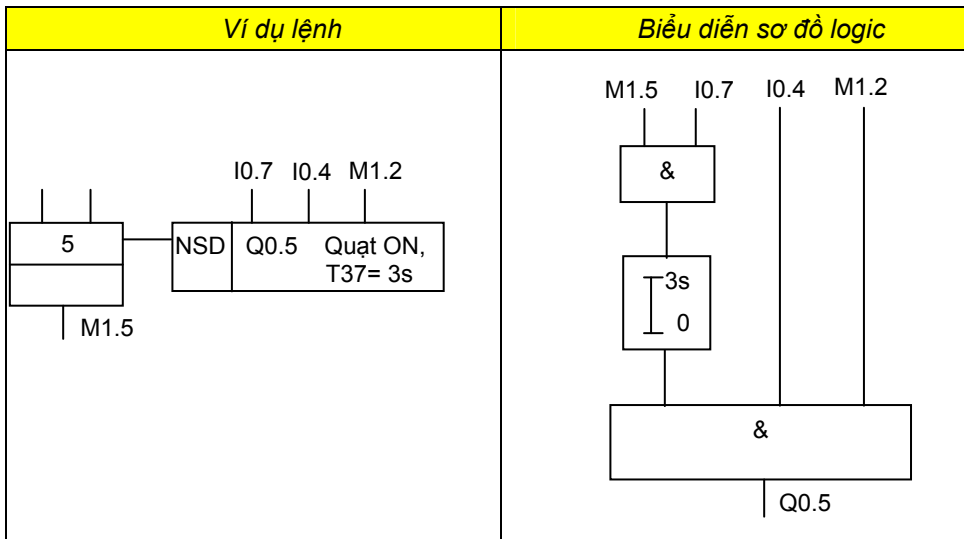 Ví dụ lệnh
Biểu diễn sơ đồ logic
I0.7 I0.4 M1.2
5
NSD Q0.5 Quạt ON,
T37= 3s
M1.5
M1.5 I0.7 I0.4 M1.2
&
3s
0
&
Q0.5